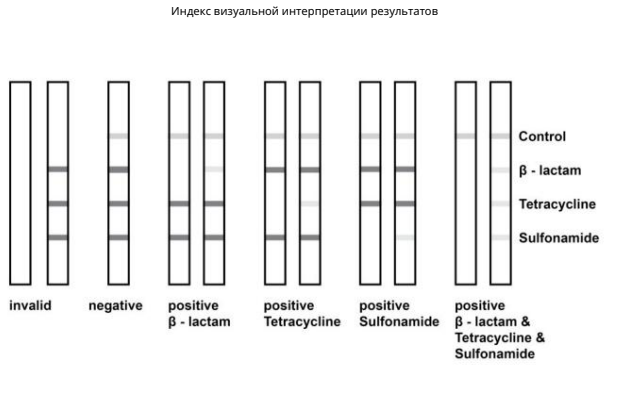 Индекс визуальной интерпретации результатов
Control
β - lactam
Tetracycline
Sulfonamide
invalid
negative
positive
β - lactam
positive
Tetracycline
positive
Sulfonamide
positive
β - lactam &
Tetracycline &
Sulfonamide